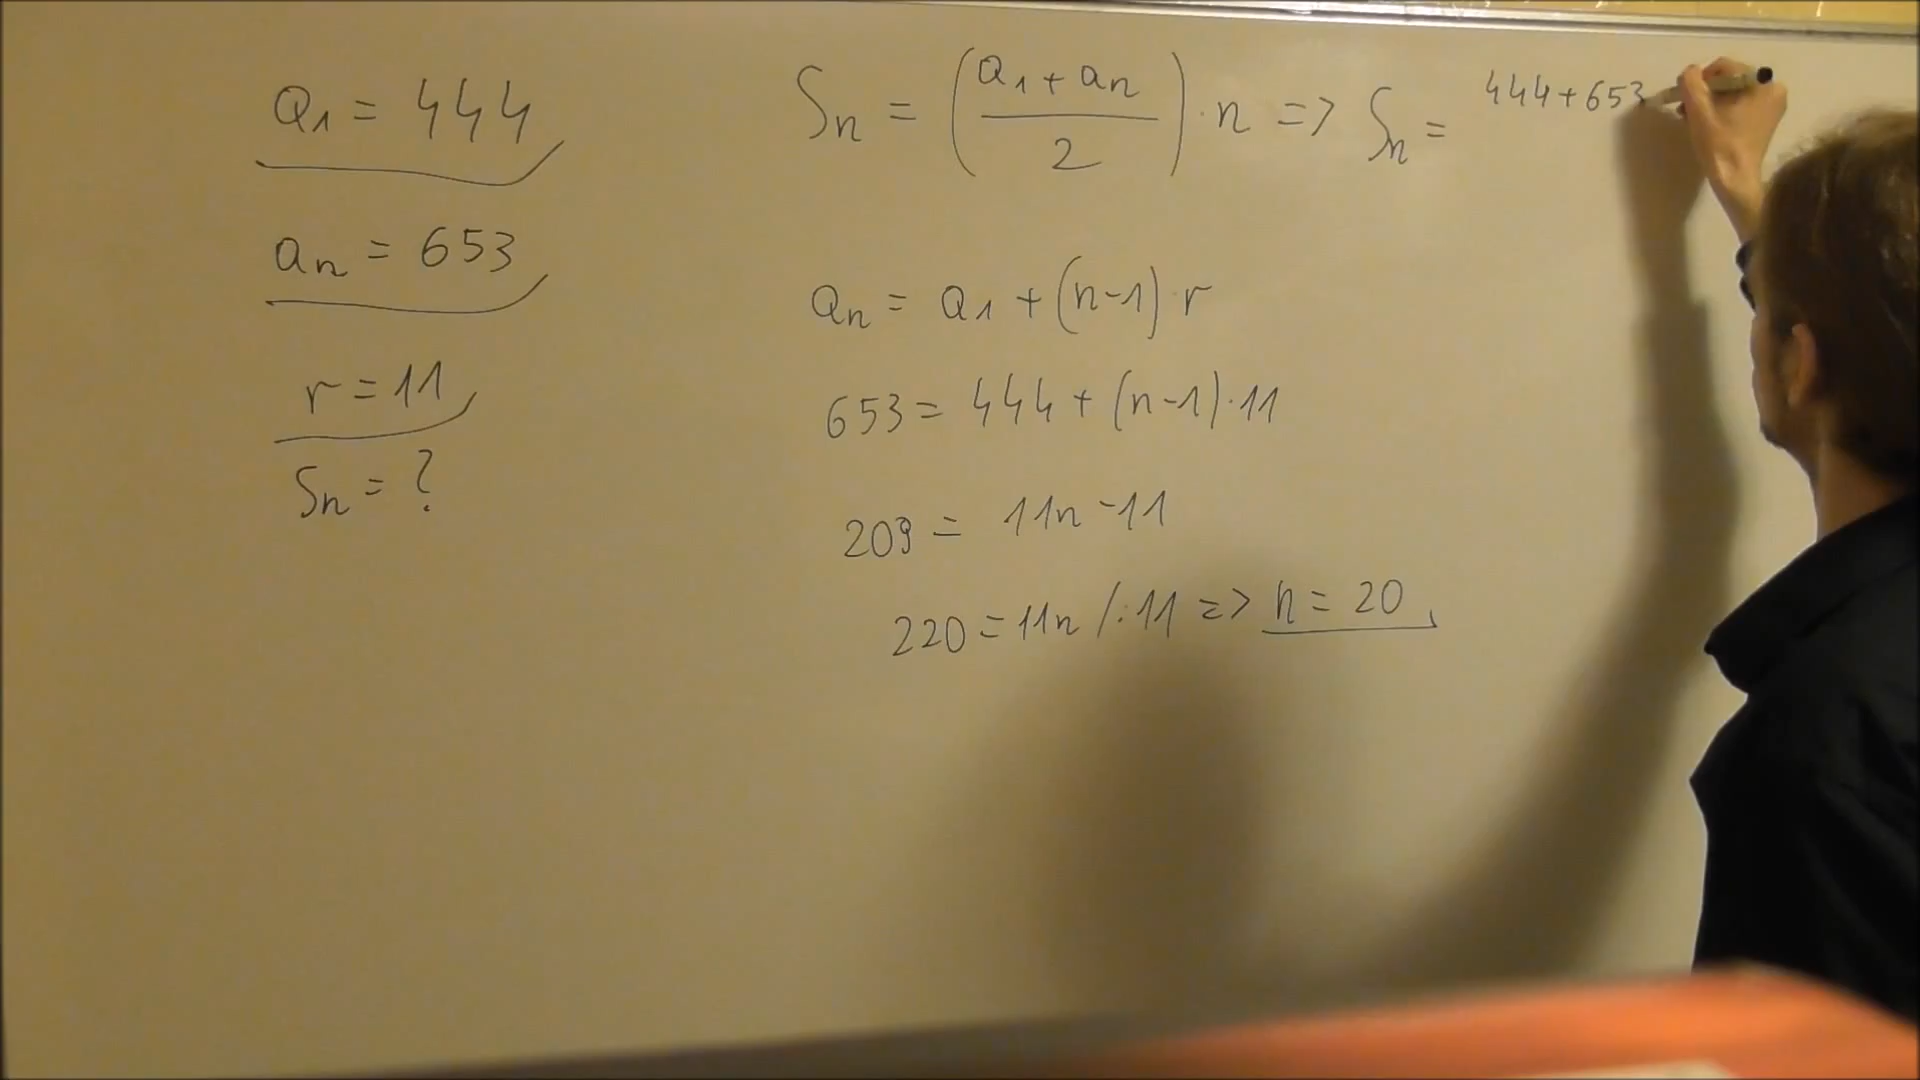 a₁ = 444
aₙ = 653
r = 11
Sₙ = ?
Sₙ = (a₁ + aₙ / 2) · n => Sₙ = 444 + 653
aₙ = a₁ + (n-1) r
653 = 444 + (n-1) · 11
209 = 11n - 11
220 = 11n /: 11 => n = 20